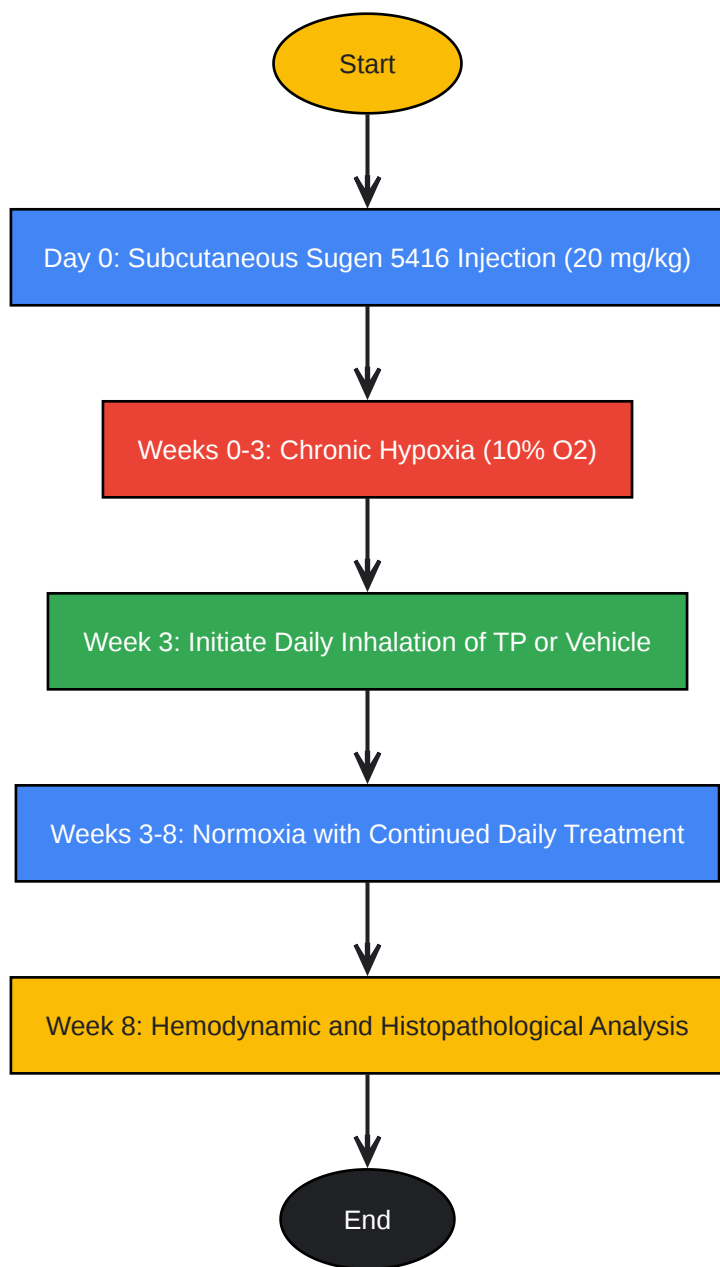 Start
Day 0: Subcutaneous Sugen 5416 Injection (20 mg/kg)
Weeks 0-3: Chronic Hypoxia (10% O2)
Week 3: Initiate Daily Inhalation of TP or Vehicle
Weeks 3-8: Normoxia with Continued Daily Treatment
Week 8: Hemodynamic and Histopathological Analysis
End